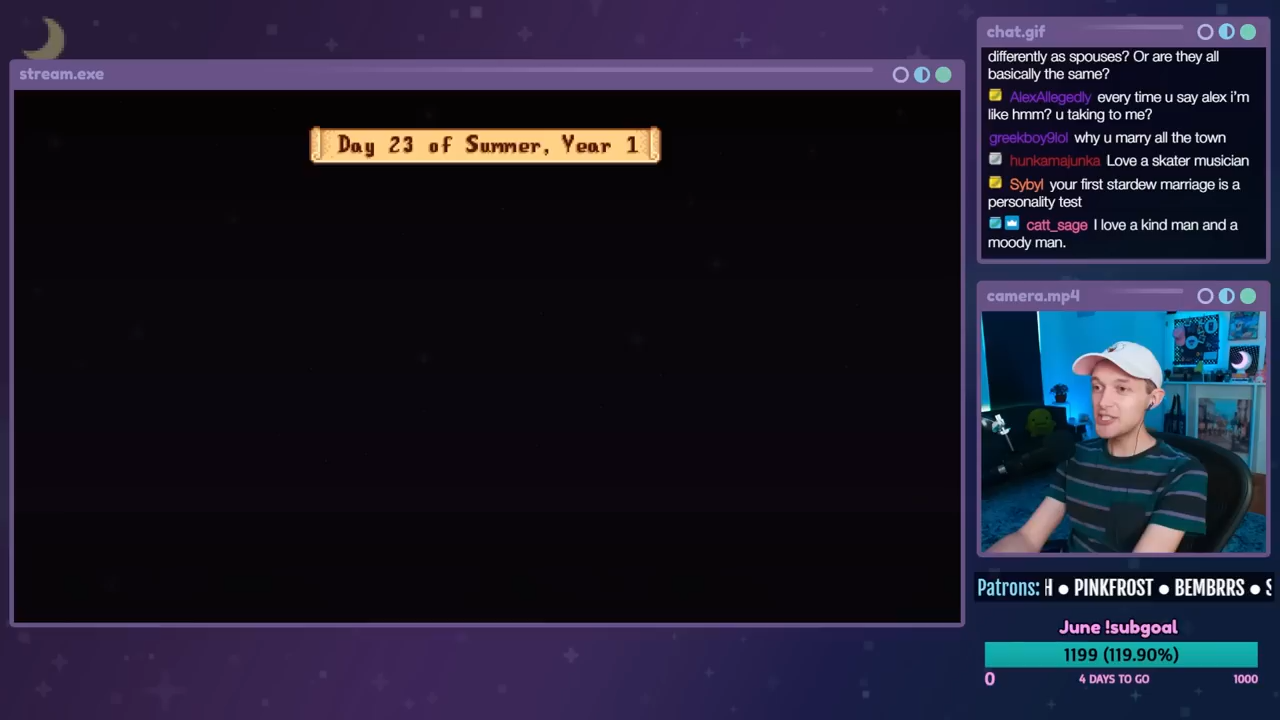 stream.exe
Day 23 of Summer, Year 1
chat.gif
differently as spouses? Or are they all
basically the same?
AlexAllegedly every time u say alex i'm
like hmm? u taking to me?
greekboy9lol why u marry all the town
hunkamajunka Love a skater musician
Sybyl your first stardew marriage is a
personality test
catt_sage I love a kind man and a
moody man.
camera.mp4
Patrons: H ● PINKFROST ● BEMBRRS ● S
June !subgoal
1199 (119.90%)
0 4 DAYS TO GO 1000